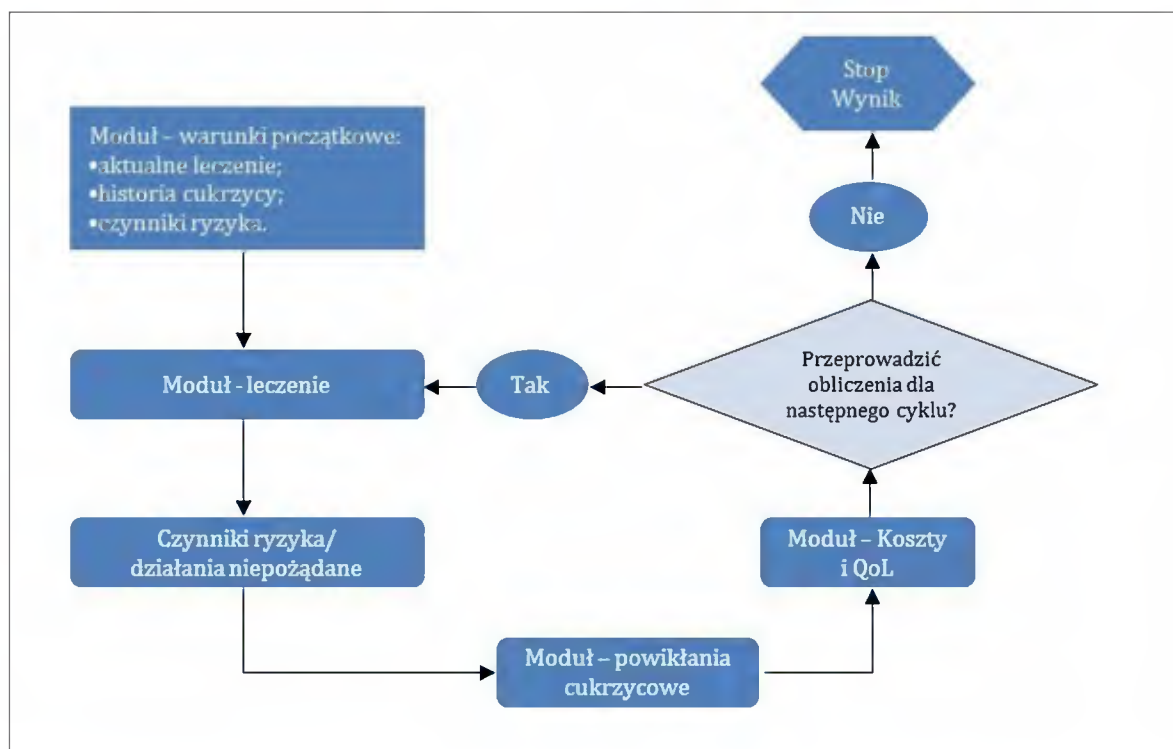 Moduł – warunki początkowe:
•aktualne leczenie;
•historia cukrzycy;
•czynniki ryzyka.
Moduł - leczenie
Czynniki ryzyka/
działania niepożądane
Moduł – powikłania
cukrzycowe
Moduł – Koszty
i QoL
Przeprowadzić
obliczenia dla
następnego cyklu?
Tak
Nie
Stop
Wynik